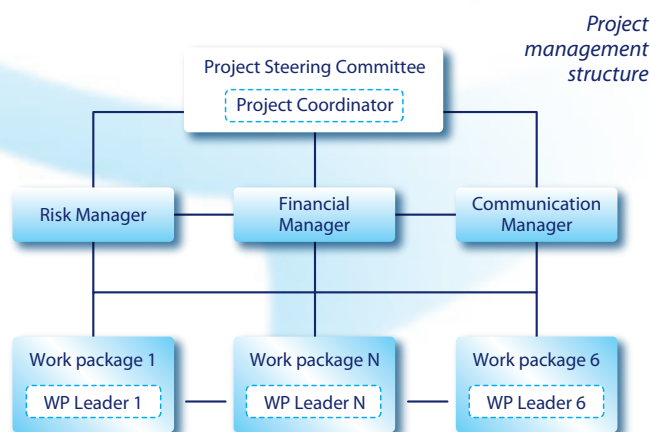 Project
management
structure
Project Steering Committee
Project Coordinator
Risk Manager
Financial
Manager
Communication
Manager
Work package 1
WP Leader 1
Work package N
WP Leader N
Work package 6
WP Leader 6